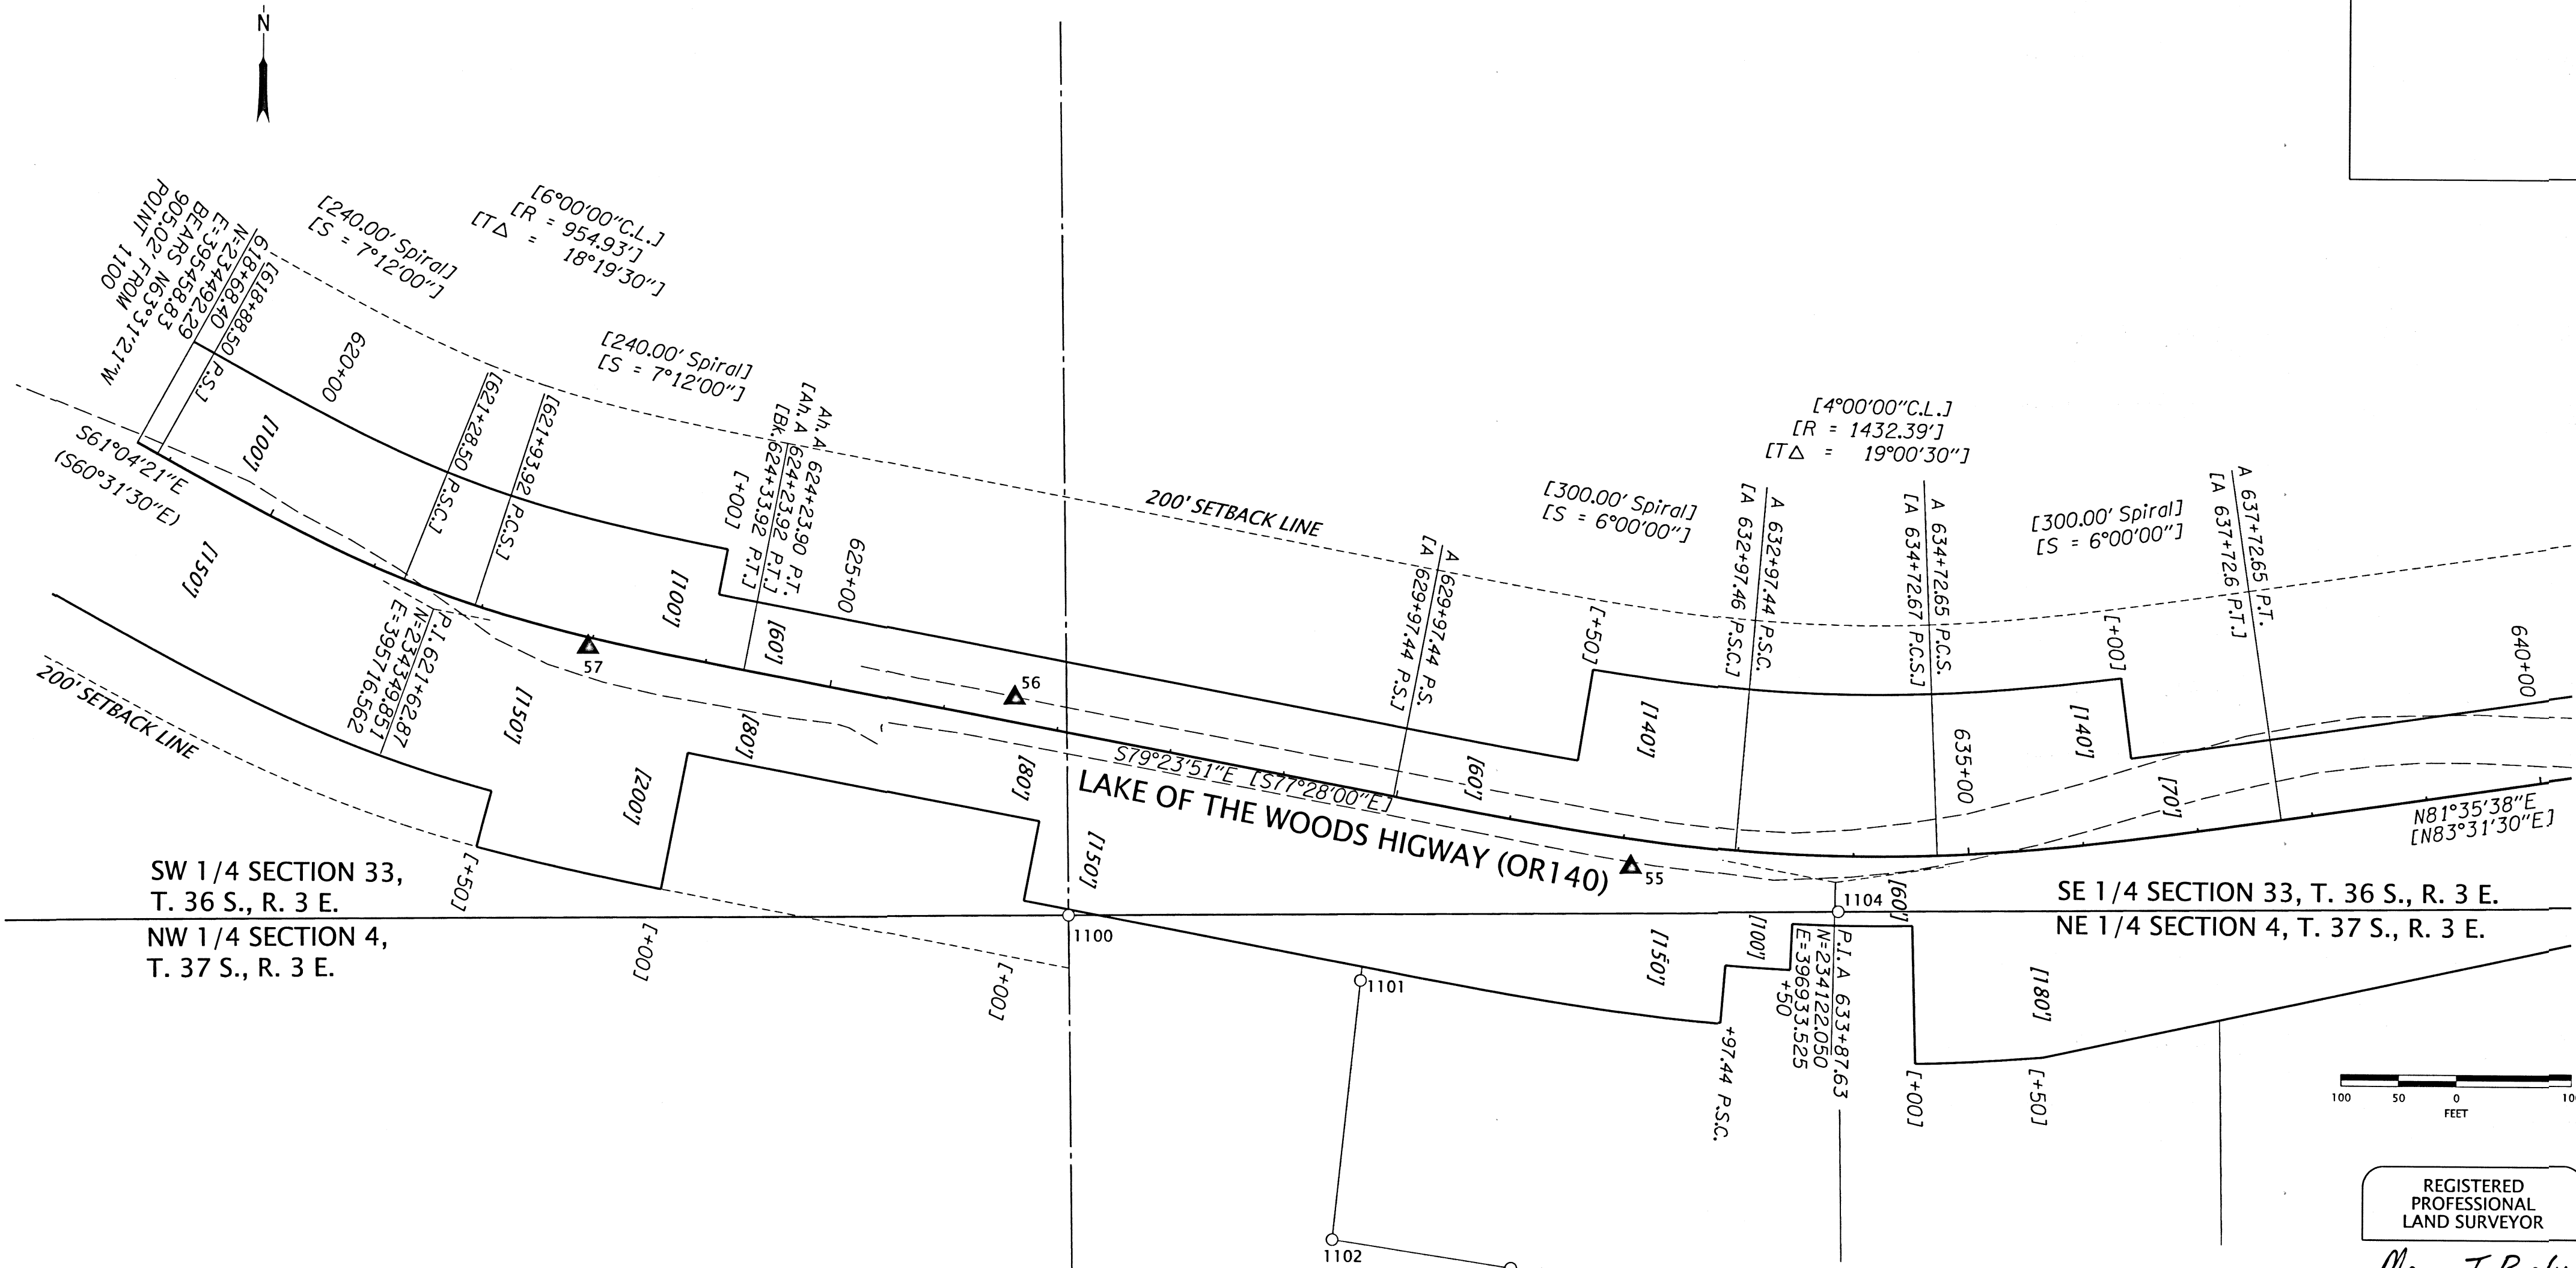 N
618+68.40
N=234492.29
E=395458.83
BEARS N63°31'21"W
905.02' FROM
POINT 1100
[618+88.50 P.S.]
[240.00' Spiral]
[S = 7°12'00"]
[6°00'00"C.L.]
[R = 954.93']
[T△ = 18°19'30"]
620+00
[240.00' Spiral]
[S = 7°12'00"]
[621+28.50 P.S.C.]
[621+93.92 P.C.S.]
[+00]
Ah.A 624+23.90 P.T.
[Ah.A 624+23.92 P.T.]
[Bk.624+33.92 P.T.]
625+00
S61°04'21"E
(S60°31'30"E)
[100']
[150']
[100']
[60']
57
56
P.I. 621+62.87
N=234349.851
E=395716.562
200' SETBACK LINE
[150']
[200']
[80']
[80']
[150']
[+50]
[+00]
[+00]
200' SETBACK LINE
A 629+97.44 P.S.
[A 629+97.44 P.S.]
[300.00' Spiral]
[S = 6°00'00"]
[+50]
[4°00'00"C.L.]
[R = 1432.39']
[T△ = 19°00'30"]
A 632+97.44 P.S.C.
[A 632+97.46 P.S.C.]
A 634+72.65 P.C.S.
[A 634+72.67 P.C.S.]
[300.00' Spiral]
[S = 6°00'00"]
[+00]
A 637+72.65 P.T.
[A 637+72.6 P.T.]
640+00
S79°23'51"E [S77°28'00"E]
LAKE OF THE WOODS HIGWAY (OR140)
[60']
[140']
635+00
[140']
[70']
N81°35'38"E
[N83°31'30"E]
55
1104
[60']
SW 1/4 SECTION 33,
T. 36 S., R. 3 E.
NW 1/4 SECTION 4,
T. 37 S., R. 3 E.
SE 1/4 SECTION 33, T. 36 S., R. 3 E.
NE 1/4 SECTION 4, T. 37 S., R. 3 E.
1100
1101
1102
[150']
[100']
P.I. A 633+87.63
N=234122.050
E=396933.525
+50
+97.44 P.S.C.
[180']
[+00]
[+50]
100 50 0 10
FEET
REGISTERED
PROFESSIONAL
LAND SURVEYOR